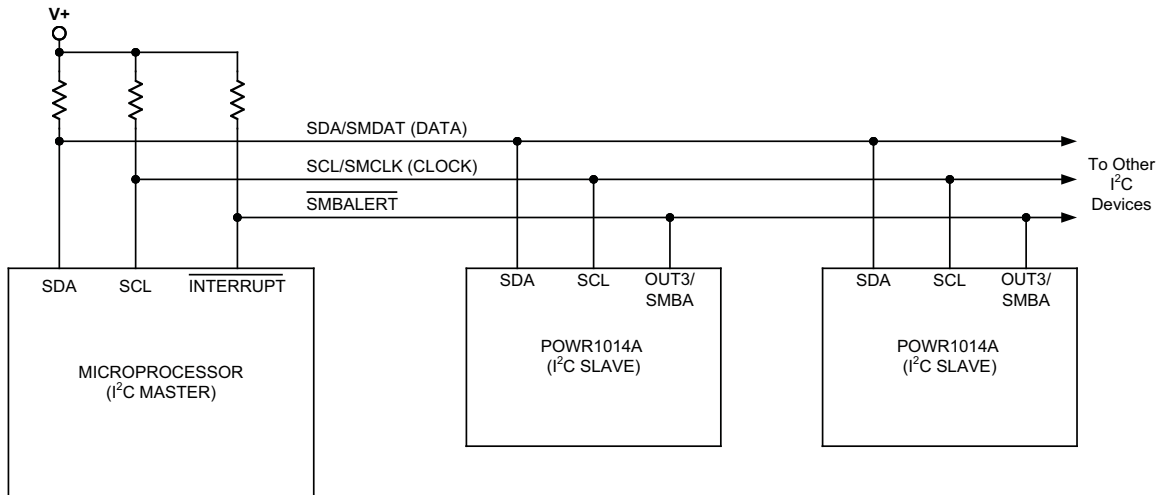 V+
SDA/SMDAT (DATA)
SCL/SMCLK (CLOCK)
SMBALERT
To Other
I²C
Devices
SDA SCL INTERRUPT
MICROPROCESSOR
(I²C MASTER)
SDA SCL OUT3/
SMBA
POWR1014A
(I²C SLAVE)
SDA SCL OUT3/
SMBA
POWR1014A
(I²C SLAVE)